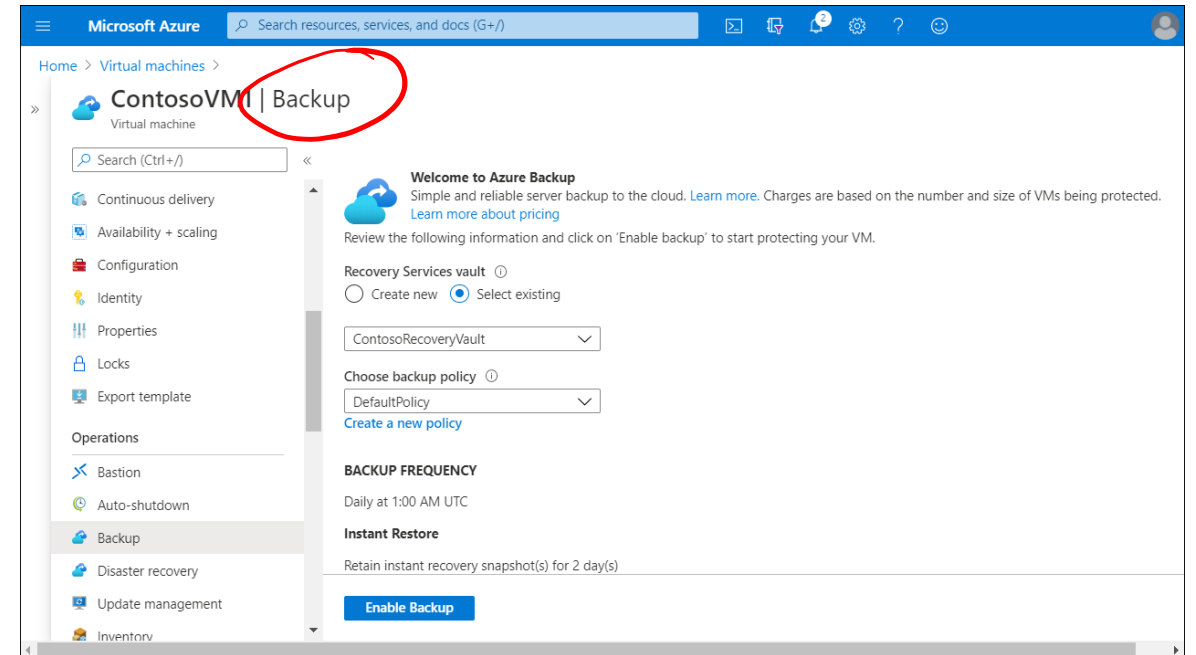 Microsoft Azure
Search resources, services, and docs (G+/)
2
Home > Virtual machines >
»
ContosoVM1 | Backup
Virtual machine
Search (Ctrl+/)
«
Continuous delivery
Availability + scaling
Configuration
Identity
Properties
Locks
Export template
Operations
Bastion
Auto-shutdown
Backup
Disaster recovery
Update management
Inventory
Welcome to Azure Backup
Simple and reliable server backup to the cloud. Learn more. Charges are based on the number and size of VMs being protected.
Learn more about pricing
Review the following information and click on 'Enable backup' to start protecting your VM.
Recovery Services vault
Create new Select existing
ContosoRecoveryVault
Choose backup policy
DefaultPolicy
Create a new policy
BACKUP FREQUENCY
Daily at 1:00 AM UTC
Instant Restore
Retain instant recovery snapshot(s) for 2 day(s)
Enable Backup